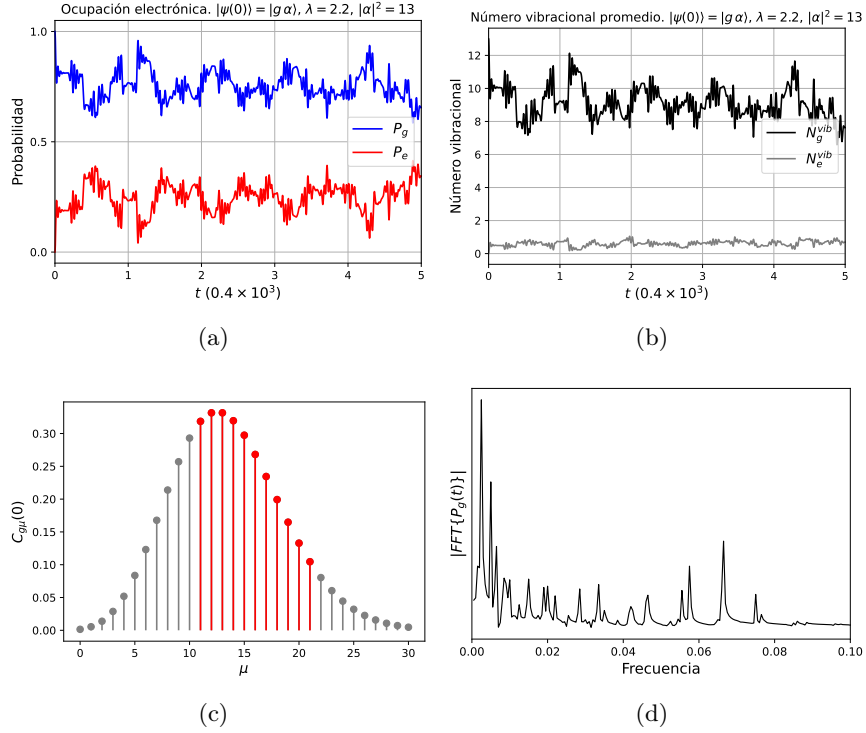 Ocupación electrónica. |ψ(0)⟩ = |g α⟩, λ = 2.2, |α|² = 13
1.0
0.5
0.0
Probabilidad
P_g
P_e
0 1 2 3 4 5
t (0.4 × 10³)
(a)
Número vibracional promedio. |ψ(0)⟩ = |g α⟩, λ = 2.2, |α|² = 13
12
10
8
6
4
2
0
Número vibracional
N_g^{vib}
N_e^{vib}
0 1 2 3 4 5
t (0.4 × 10³)
(b)
0.30
0.25
0.20
0.15
0.10
0.05
0.00
C_{gμ}(0)
0 5 10 15 20 25 30
μ
(c)
|FFT{P_g(t)}|
0.00 0.02 0.04 0.06 0.08 0.10
Frecuencia
(d)